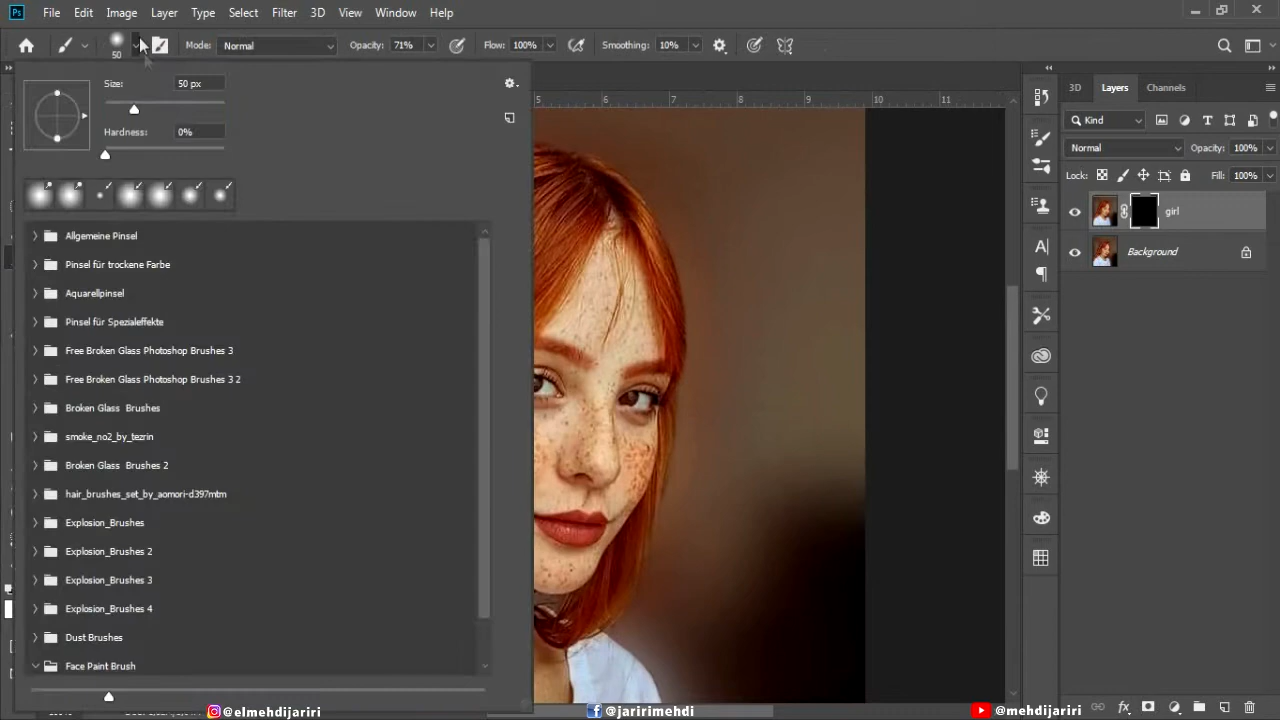 Ps File Edit Image Layer Type Select Filter 3D View Window Help
50 Mode: Normal Opacity: 71% Flow: 100% Smoothing: 10%
Size: 50 px
Hardness: 0%
Allgemeine Pinsel
Pinsel für trockene Farbe
Aquarellpinsel
Pinsel für Spezialeffekte
Free Broken Glass Photoshop Brushes 3
Free Broken Glass Photoshop Brushes 3 2
Broken Glass Brushes
smoke_no2_by_tezrin
Broken Glass Brushes 2
hair_brushes_set_by_aomori-d397mtm
Explosion_Brushes
Explosion_Brushes 2
Explosion_Brushes 3
Explosion_Brushes 4
Dust Brushes
Face Paint Brush
5 6 7 8 9 10 11
3D Layers Channels
Kind
Normal Opacity: 100%
Lock: Fill: 100%
girl
Background
@elmehdijariri @jaririmehdi @mehdijariri